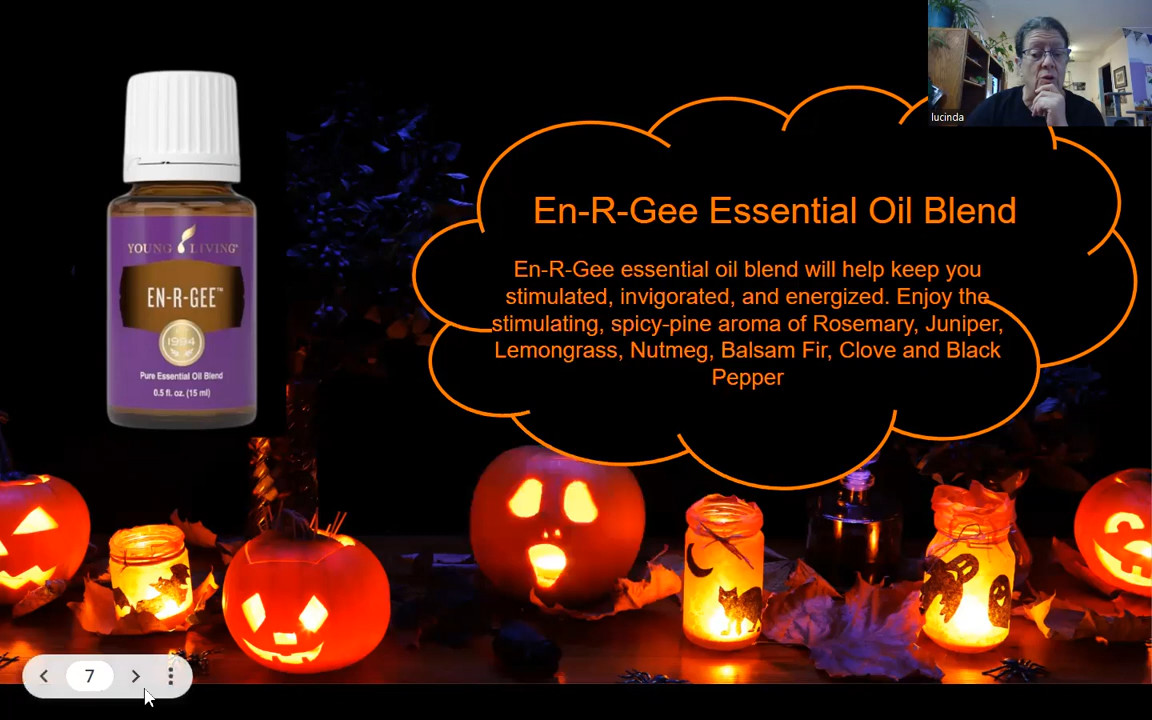 lucinda
En-R-Gee Essential Oil Blend
En-R-Gee essential oil blend will help keep you
stimulated, invigorated, and energized. Enjoy the
stimulating, spicy-pine aroma of Rosemary, Juniper,
Lemongrass, Nutmeg, Balsam Fir, Clove and Black
Pepper
YOUNG LIVING
EN-R-GEE™
1994
Pure Essential Oil Blend
0.5 fl. oz. (15 ml)
7